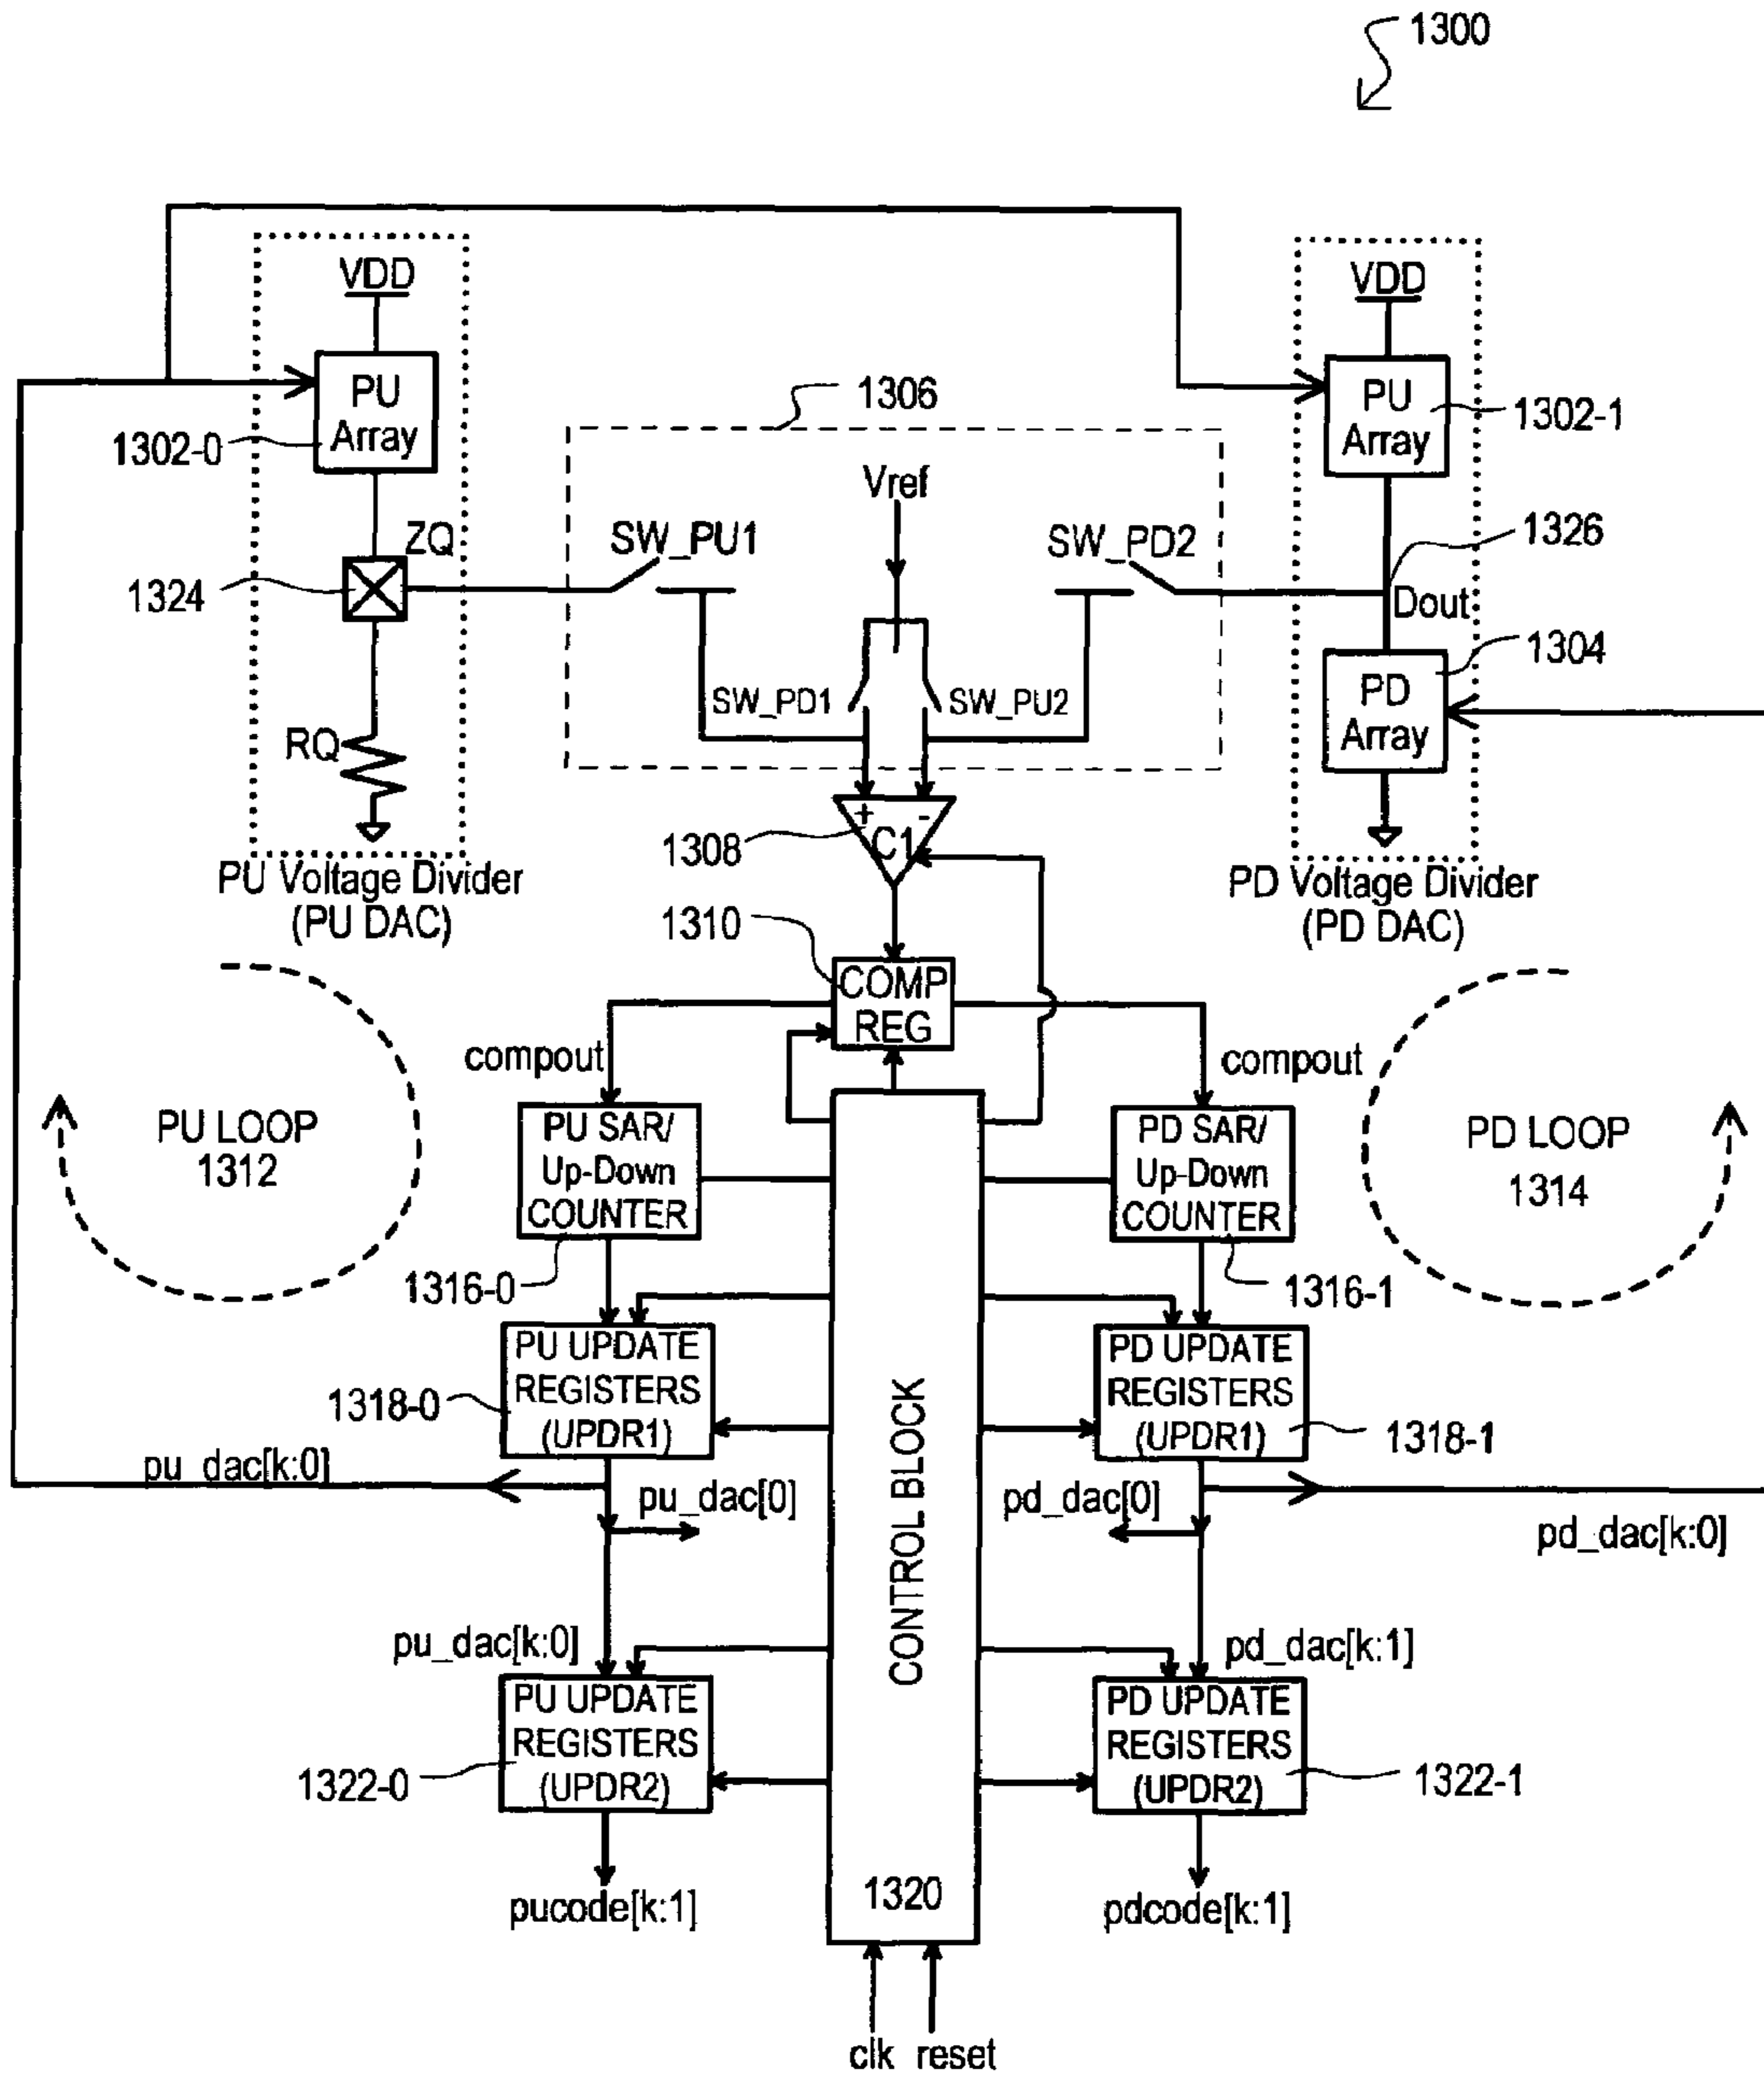 1300
VDD
PU
Array
1302-0
ZQ
1324
RQ
PU Voltage Divider
(PU DAC)
1306
Vref
SW_PU1
SW_PD2
SW_PD1
SW_PU2
VDD
PU
Array
1302-1
1326
Dout
1304
PD
Array
PD Voltage Divider
(PD DAC)
+
-
C1
1308
1310
COMP
REG
compout
compout
PU LOOP
1312
PU SAR/
Up-Down
COUNTER
1316-0
PD SAR/
Up-Down
COUNTER
1316-1
PD LOOP
1314
PU UPDATE
REGISTERS
(UPDR1)
1318-0
PD UPDATE
REGISTERS
(UPDR1)
1318-1
pu_dac[k:0]
pu_dac[0]
pd_dac[0]
pd_dac[k:0]
CONTROL BLOCK
pu_dac[k:0]
pd_dac[k:1]
PU UPDATE
REGISTERS
(UPDR2)
1322-0
PD UPDATE
REGISTERS
(UPDR2)
1322-1
1320
pucode[k:1]
pdcode[k:1]
clk
reset